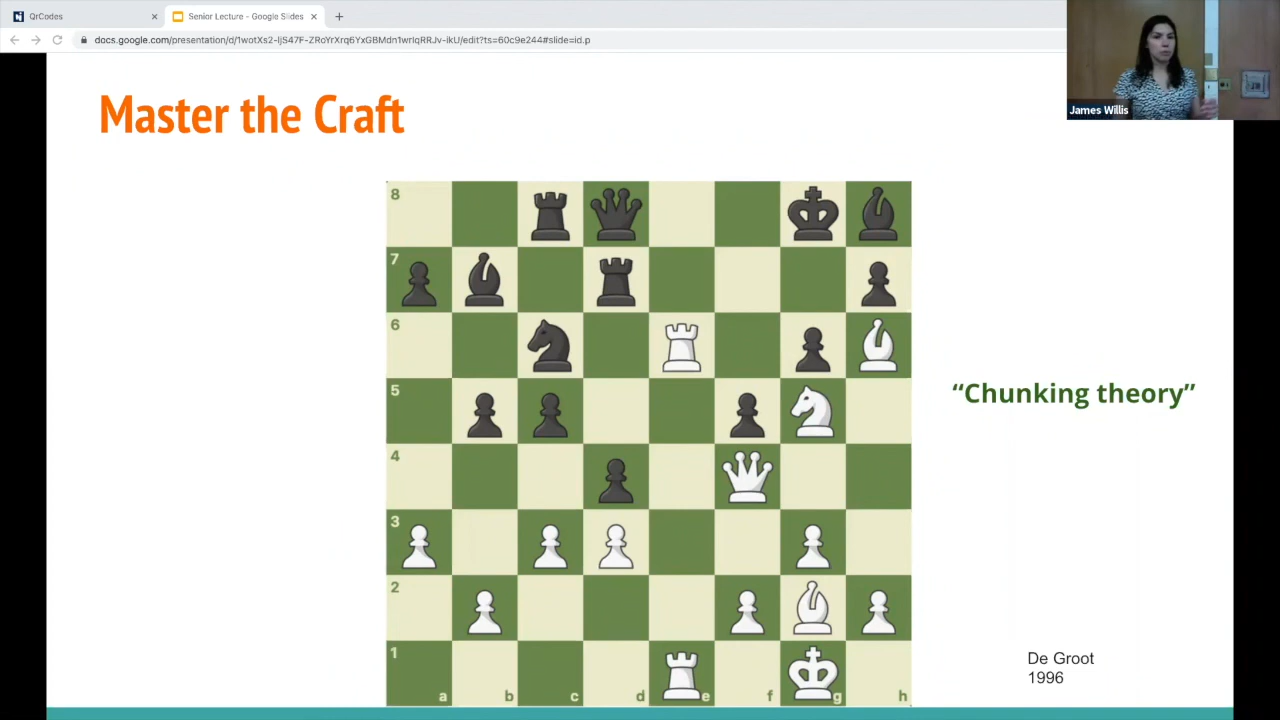 QrCodes
Senior Lecture - Google Slides
docs.google.com/presentation/d/1wotXs2-ljS47F-ZRoYrXrq6YxGBMdn1wrIqRRJv-ikU/edit?ts=60c9e244#slide=id.p
James Willis
Master the Craft
8
7
6
5
4
3
2
1
a b c d e f g h
“Chunking theory”
De Groot
1996